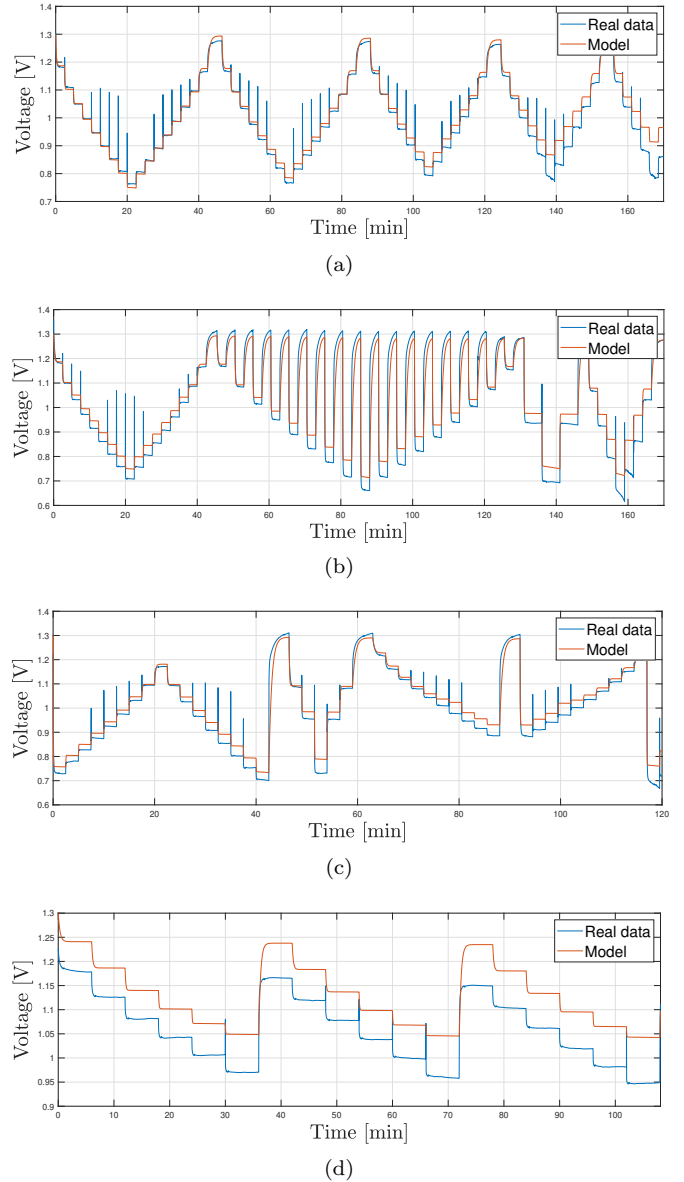 1.4
1.3
1.2
1.1
1
0.9
0.8
0.7
Voltage [V]
Real data
Model
0 20 40 60 80 100 120 140 160
Time [min]
(a)
1.4
1.3
1.2
1.1
1
0.9
0.8
0.7
0.6
0.5
Voltage [V]
Real data
Model
0 20 40 60 80 100 120 140 160
Time [min]
(b)
1.4
1.3
1.2
1.1
1
0.9
0.8
0.7
0.6
Voltage [V]
Real data
Model
0 20 40 60 80 100 120
Time [min]
(c)
1.3
1.25
1.2
1.15
1.1
1.05
1
0.95
0.9
Voltage [V]
Real data
Model
0 10 20 30 40 50 60 70 80 90 100
Time [min]
(d)